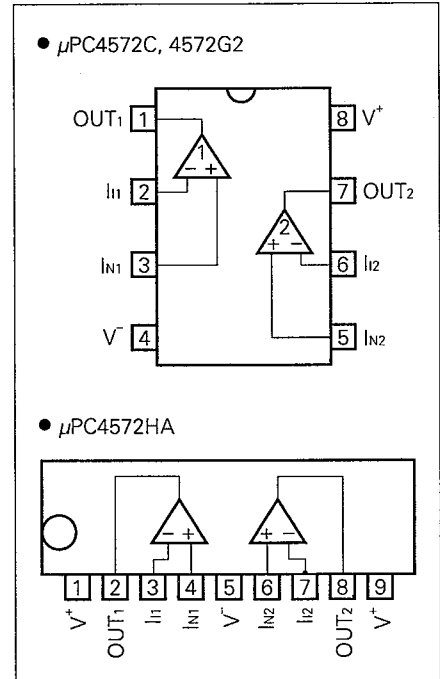 ● μPC4572C, 4572G2
OUT1 1 8 V+
1
− +
II1 2 7 OUT2
2
+ −
IN1 3 6 II2
V− 4 5 IN2
● μPC4572HA
− + + −
1 2 3 4 5 6 7 8 9
V+ OUT1 II1 IN1 V− IN2 II2 OUT2 V+